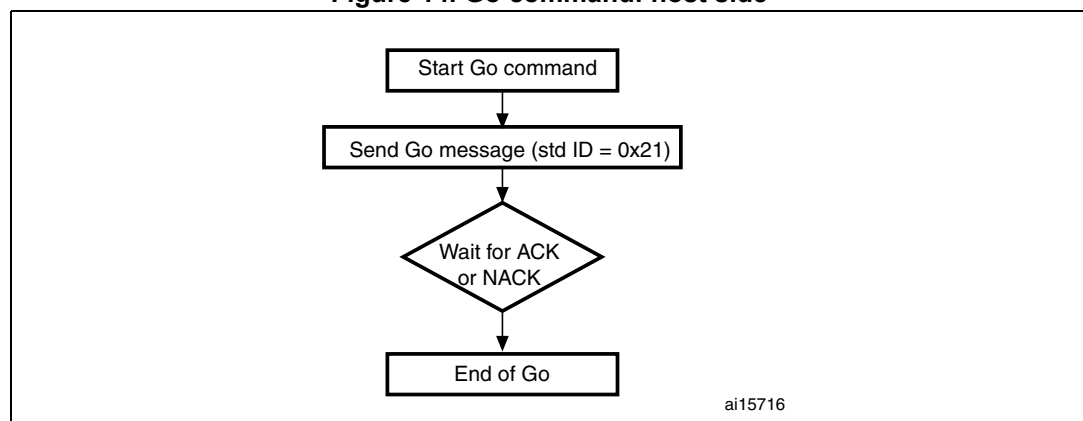 Start Go command
Send Go message (std ID = 0x21)
Wait for ACK
or NACK
End of Go
ai15716